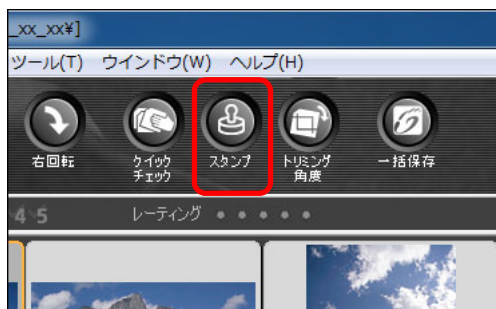 _xx_xx¥]
ツール(T) ウインドウ(W) ヘルプ(H)
右回転
クイック
チェック
スタンプ
トリミング
角度
一括保存
4 5 レーティング